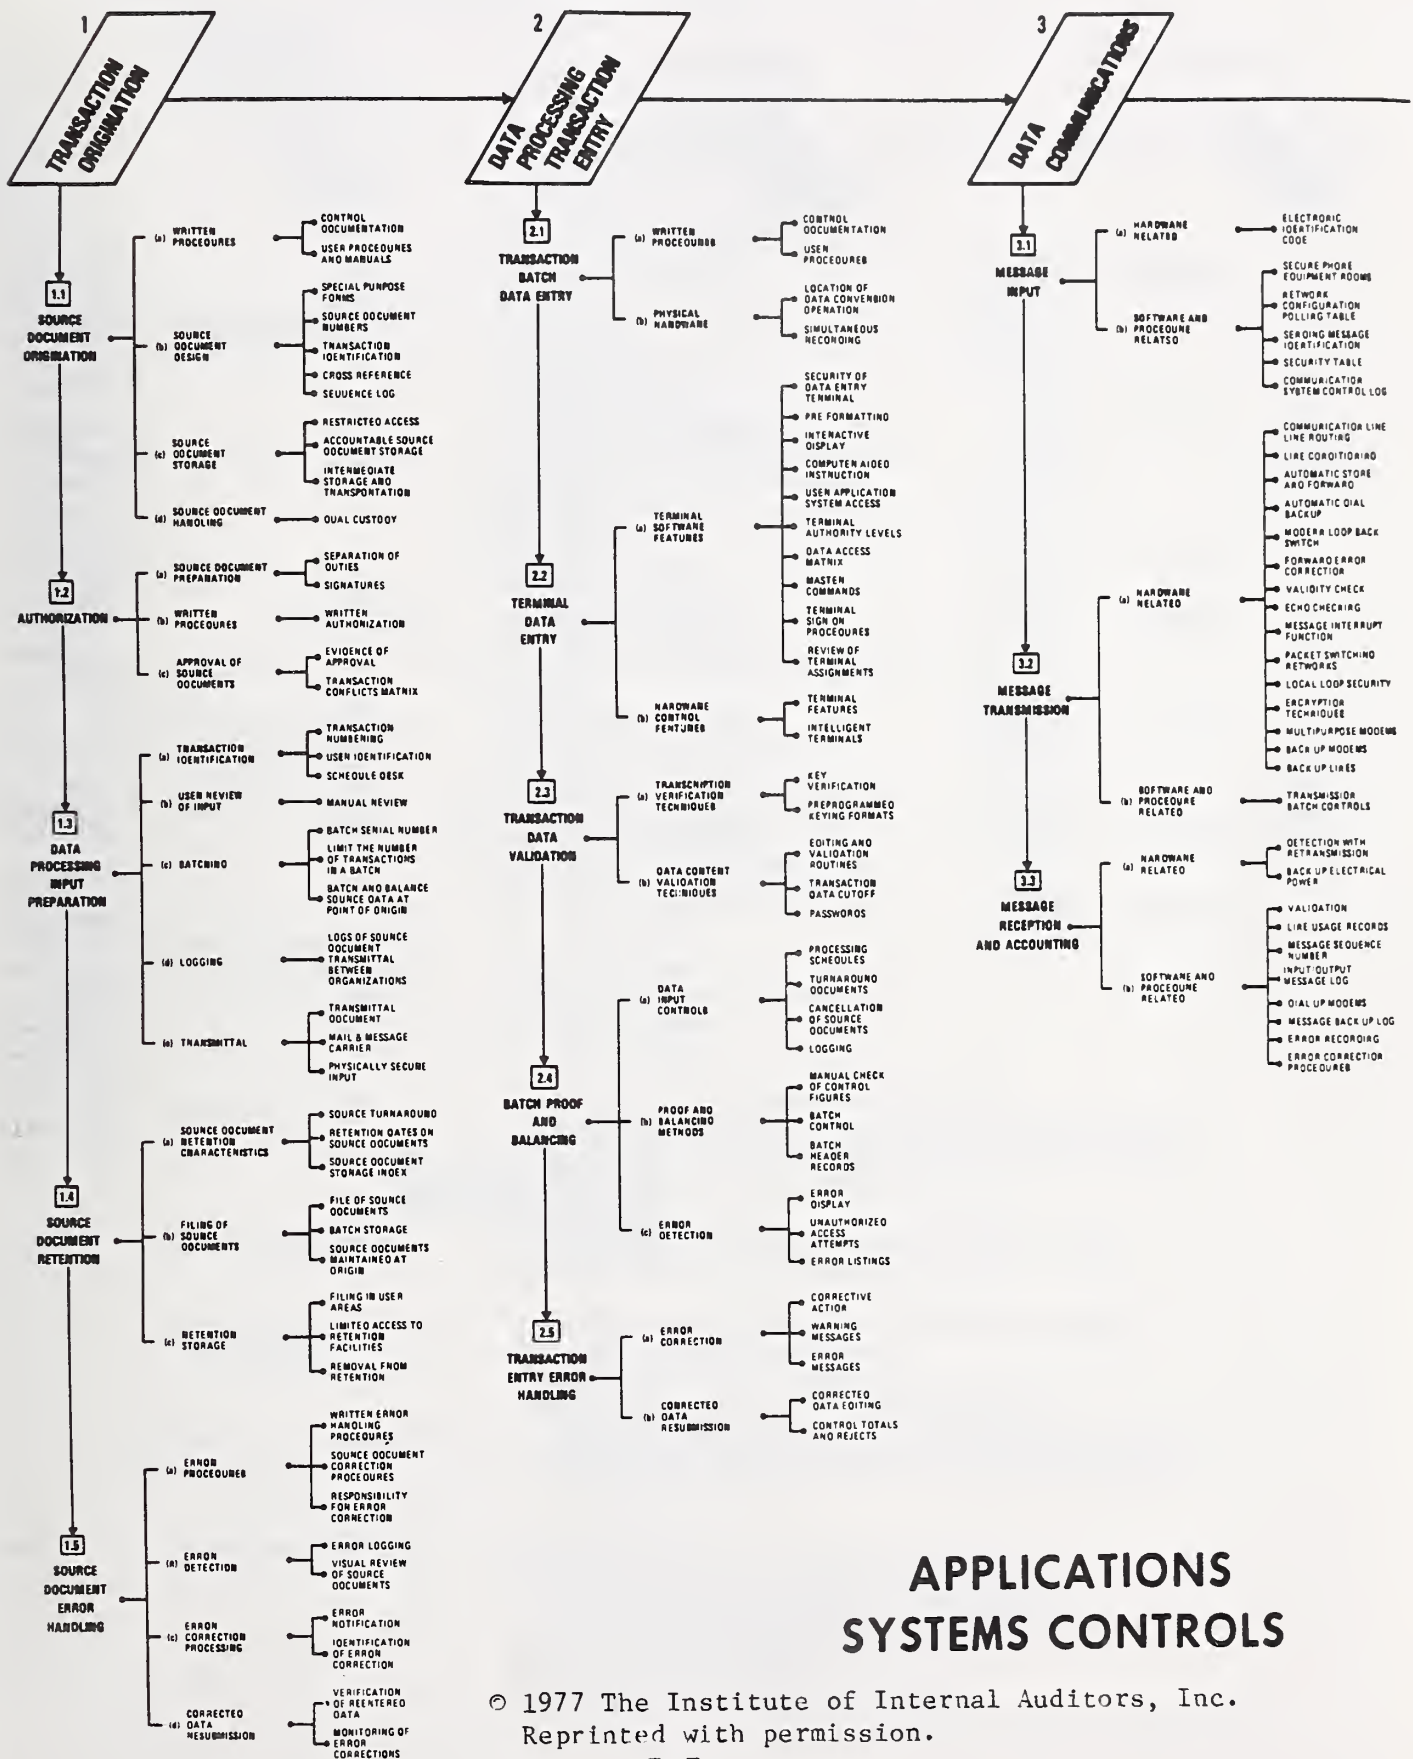 1
TRANSACTION
ORIGINATION
1.1
SOURCE
DOCUMENT
ORIGINATION
(a) WRITTEN
PROCEDURES
CONTROL
DOCUMENTATION
USER PROCEDURES
AND MANUALS
(b) SOURCE
DOCUMENT
DESIGN
SPECIAL PURPOSE
FORMS
SOURCE DOCUMENT
NUMBERS
TRANSACTION
IDENTIFICATION
CROSS REFERENCE
SEQUENCE LOG
(c) SOURCE
DOCUMENT
STORAGE
RESTRICTED ACCESS
ACCOUNTABLE SOURCE
DOCUMENT STORAGE
INTERMEDIATE
STORAGE AND
TRANSPORTATION
(d) SOURCE DOCUMENT
HANDLING
DUAL CUSTODY
1.2
AUTHORIZATION
(a) SOURCE DOCUMENT
PREPARATION
SEPARATION OF
DUTIES
SIGNATURES
(b) WRITTEN
PROCEDURES
WRITTEN
AUTHORIZATION
(c) APPROVAL OF
SOURCE
DOCUMENTS
EVIDENCE OF
APPROVAL
TRANSACTION
CONFLICTS MATRIX
1.3
DATA
PROCESSING
INPUT
PREPARATION
(a) TRANSACTION
IDENTIFICATION
TRANSACTION
NUMBERING
USER IDENTIFICATION
SCHEDULE DESK
(b) USER REVIEW
OF INPUT
MANUAL REVIEW
(c) BATCHING
BATCH SERIAL NUMBER
LIMIT THE NUMBER
OF TRANSACTIONS
IN A BATCH
BATCH AND BALANCE
SOURCE DATA AT
POINT OF ORIGIN
(d) LOGGING
LOGS OF SOURCE
DOCUMENT
TRANSMITTAL
BETWEEN
ORGANIZATIONS
(e) TRANSMITTAL
TRANSMITTAL
DOCUMENT
MAIL & MESSAGE
CARRIER
PHYSICALLY SECURE
INPUT
1.4
SOURCE
DOCUMENT
RETENTION
(a) SOURCE DOCUMENT
RETENTION
CHARACTERISTICS
SOURCE TURNAROUND
RETENTION DATES ON
SOURCE DOCUMENTS
SOURCE DOCUMENT
STORAGE INDEX
(b) FILING OF
SOURCE
DOCUMENTS
FILE OF SOURCE
DOCUMENTS
BATCH STORAGE
SOURCE DOCUMENTS
MAINTAINED AT
ORIGIN
(c) RETENTION
STORAGE
FILING IN USER
AREAS
LIMITED ACCESS TO
RETENTION
FACILITIES
REMOVAL FROM
RETENTION
1.5
SOURCE
DOCUMENT
ERROR
HANDLING
(a) ERROR
PROCEDURES
WRITTEN ERROR
HANDLING
PROCEDURES
SOURCE DOCUMENT
CORRECTION
PROCEDURES
RESPONSIBILITY
FOR ERROR
CORRECTION
(B) ERROR
DETECTION
ERROR LOGGING
VISUAL REVIEW
OF SOURCE
DOCUMENTS
(c) ERROR
CORRECTION
PROCESSING
ERROR
NOTIFICATION
IDENTIFICATION
OF ERROR
CORRECTION
(d) CORRECTED
DATA
RESUBMISSION
VERIFICATION
OF REENTERED
DATA
MONITORING OF
ERROR
CORRECTIONS
2
DATA
PROCESSING
TRANSACTION
ENTRY
2.1
TRANSACTION
BATCH
DATA ENTRY
(a) WRITTEN
PROCEDURES
CONTROL
DOCUMENTATION
USER
PROCEDURES
(b) PHYSICAL
HARDWARE
LOCATION OF
DATA CONVERSION
OPERATION
SIMULTANEOUS
RECORDING
2.2
TERMINAL
DATA
ENTRY
(a) TERMINAL
SOFTWARE
FEATURES
SECURITY OF
DATA ENTRY
TERMINAL
PRE FORMATTING
INTERACTIVE
DISPLAY
COMPUTER AIDED
INSTRUCTION
USER APPLICATION
SYSTEM ACCESS
TERMINAL
AUTHORITY LEVELS
DATA ACCESS
MATRIX
MASTER
COMMANDS
TERMINAL
SIGN ON
PROCEDURES
REVIEW OF
TERMINAL
ASSIGNMENTS
(b) HARDWARE
CONTROL
FEATURES
TERMINAL
FEATURES
INTELLIGENT
TERMINALS
2.3
TRANSACTION
DATA
VALIDATION
(a) TRANSCRIPTION
VERIFICATION
TECHNIQUES
KEY
VERIFICATION
PREPROGRAMMED
KEYING FORMATS
(b) DATA CONTENT
VALIDATION
TECHNIQUES
EDITING AND
VALIDATION
ROUTINES
TRANSACTION
DATA CUTOFF
PASSWORDS
2.4
BATCH PROOF
AND
BALANCING
(a) DATA
INPUT
CONTROLS
PROCESSING
SCHEDULES
TURNAROUND
DOCUMENTS
CANCELLATION
OF SOURCE
DOCUMENTS
LOGGING
(b) PROOF AND
BALANCING
METHODS
MANUAL CHECK
OF CONTROL
FIGURES
BATCH
CONTROL
BATCH
HEADER
RECORDS
(c) ERROR
DETECTION
ERROR
DISPLAY
UNAUTHORIZED
ACCESS
ATTEMPTS
ERROR LISTINGS
2.5
TRANSACTION
ENTRY ERROR
HANDLING
(a) ERROR
CORRECTION
CORRECTIVE
ACTION
WARNING
MESSAGES
ERROR
MESSAGES
(b) CORRECTED
DATA
RESUBMISSION
CORRECTED
DATA EDITING
CONTROL TOTALS
AND REJECTS
3
DATA
COMMUNICATIONS
3.1
MESSAGE
INPUT
(a) HARDWARE
RELATED
ELECTRONIC
IDENTIFICATION
CODE
(b) SOFTWARE AND
PROCEDURE
RELATED
SECURE PHONE
EQUIPMENT ROOMS
NETWORK
CONFIGURATION
POLLING TABLE
SENDING MESSAGE
IDENTIFICATION
SECURITY TABLE
COMMUNICATION
SYSTEM CONTROL LOG
3.2
MESSAGE
TRANSMISSION
(a) HARDWARE
RELATED
COMMUNICATION LINE
LINE ROUTING
LINE CONDITIONING
AUTOMATIC STORE
AND FORWARD
AUTOMATIC DIAL
BACKUP
MODERN LOOP BACK
SWITCH
FORWARD ERROR
CORRECTION
VALIDITY CHECK
ECHO CHECKING
MESSAGE INTERRUPT
FUNCTION
PACKET SWITCHING
NETWORKS
LOCAL LOOP SECURITY
ENCRYPTION
TECHNIQUES
MULTIPURPOSE MODEMS
BACK UP MODEMS
BACK UP LINES
(b) SOFTWARE AND
PROCEDURE
RELATED
TRANSMISSION
BATCH CONTROLS
3.3
MESSAGE
RECEPTION
AND ACCOUNTING
(a) HARDWARE
RELATED
DETECTION WITH
RETRANSMISSION
BACK UP ELECTRICAL
POWER
(b) SOFTWARE AND
PROCEDURE
RELATED
VALIDATION
LINE USAGE RECORDS
MESSAGE SEQUENCE
NUMBER
INPUT/OUTPUT
MESSAGE LOG
DIAL UP MODEMS
MESSAGE BACK UP LOG
ERROR RECORDING
ERROR CORRECTION
PROCEDURES
APPLICATIONS
SYSTEMS CONTROLS
© 1977 The Institute of Internal Auditors, Inc.
Reprinted with permission.